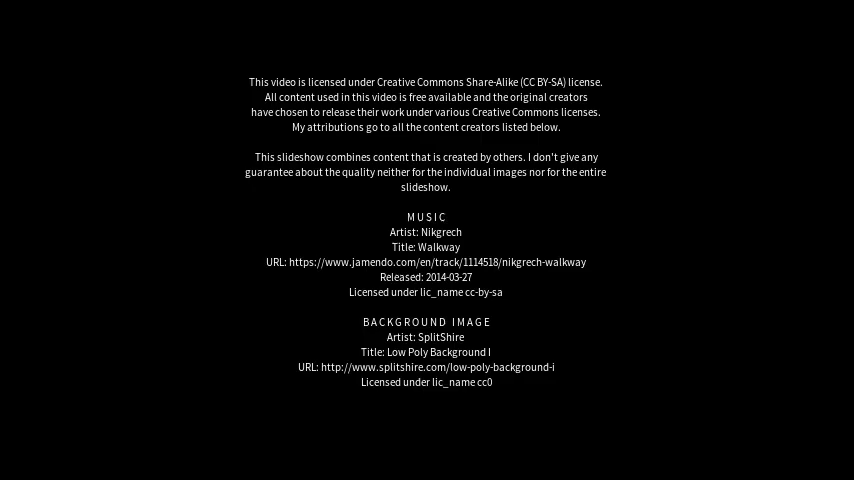 This video is licensed under Creative Commons Share-Alike (CC BY-SA) license.
All content used in this video is free available and the original creators
have chosen to release their work under various Creative Commons licenses.
My attributions go to all the content creators listed below.
This slideshow combines content that is created by others. I don't give any
guarantee about the quality neither for the individual images nor for the entire
slideshow.
MUSIC
Artist: Nikgrech
Title: Walkway
URL: https://www.jamendo.com/en/track/1114518/nikgrech-walkway
Released: 2014-03-27
Licensed under lic_name cc-by-sa
BACKGROUND IMAGE
Artist: SplitShire
Title: Low Poly Background I
URL: http://www.splitshire.com/low-poly-background-i
Licensed under lic_name cc0